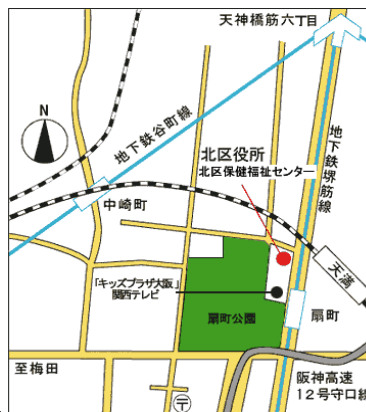 天神橋筋六丁目
N
地下鉄谷町線
地下鉄堺筋線
北区役所
北区保健福祉センター
中崎町
天満
「キッズプラザ大阪」
関西テレビ
扇町公園
扇町
至梅田
阪神高速
12号守口線
〒